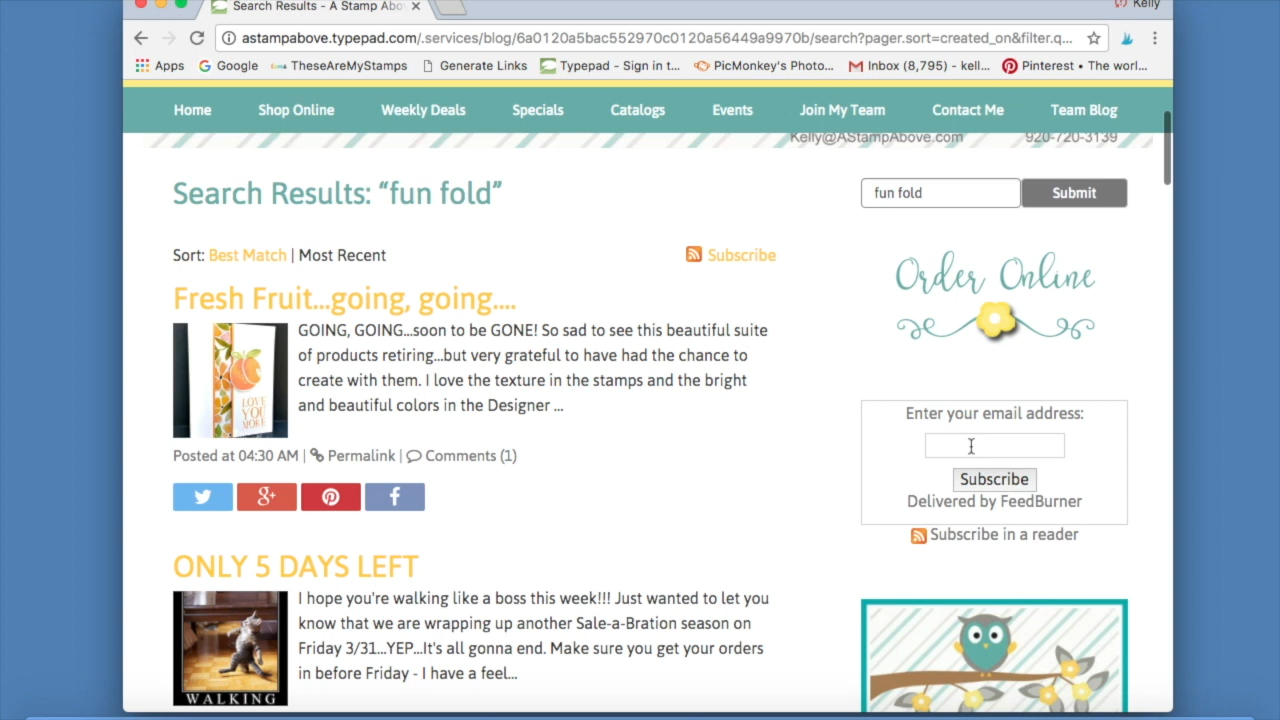 Search Results - A Stamp Abov
Kelly
astampabove.typepad.com/.services/blog/6a0120a5bac552970c0120a56449a9970b/search?pager.sort=created_on&filter.q...
Apps Google TheseAreMyStamps Generate Links Typepad - Sign in t... PicMonkey's Photo... Inbox (8,795) - kell... Pinterest • The worl...
Home Shop Online Weekly Deals Specials Catalogs Events Join My Team Contact Me Team Blog
Kelly@AStampAbove.com 920-720-3139
Search Results: “fun fold”
fun fold Submit
Sort: Best Match | Most Recent
Subscribe
Order Online
Fresh Fruit...going, going....
GOING, GOING...soon to be GONE! So sad to see this beautiful suite
of products retiring...but very grateful to have had the chance to
create with them. I love the texture in the stamps and the bright
and beautiful colors in the Designer ...
LOVE
YOU
MORE
Posted at 04:30 AM | Permalink | Comments (1)
Enter your email address:
Subscribe
Delivered by FeedBurner
Subscribe in a reader
ONLY 5 DAYS LEFT
I hope you're walking like a boss this week!!! Just wanted to let you
know that we are wrapping up another Sale-a-Bration season on
Friday 3/31...YEP...It's all gonna end. Make sure you get your orders
in before Friday - I have a feel...
WALKING